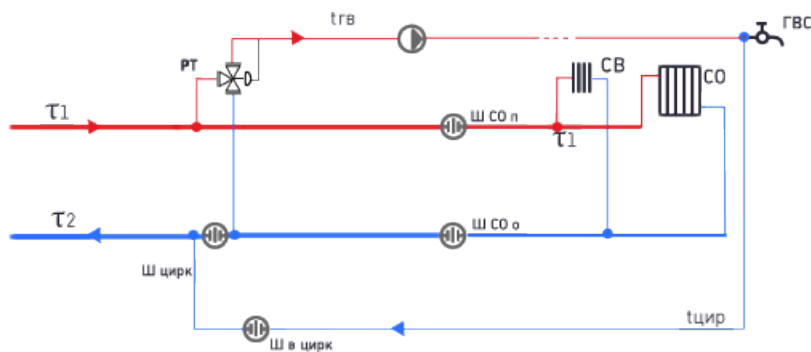 tгв
ГВС
РТ
СВ
СО
τ1
Ш СО п
τ1
τ2
Ш СО о
Ш цирк
tцир
Ш в цирк